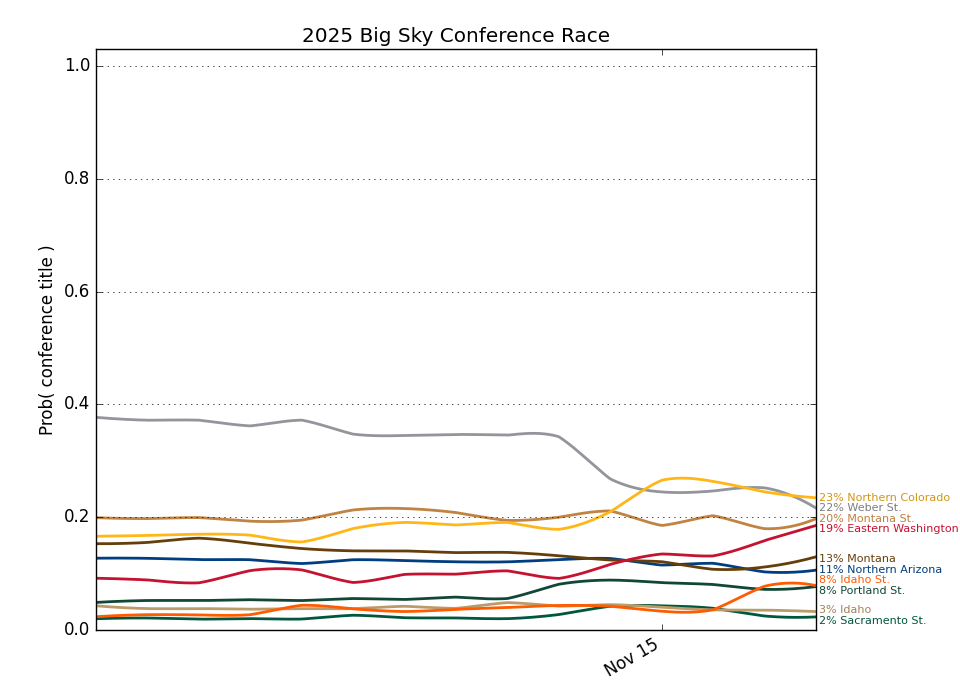 2025 Big Sky Conference Race
Prob( conference title )
1.0
0.8
0.6
0.4
0.2
0.0
Nov 15
23% Northern Colorado
22% Weber St.
20% Montana St.
19% Eastern Washington
13% Montana
11% Northern Arizona
8% Idaho St.
8% Portland St.
3% Idaho
2% Sacramento St.